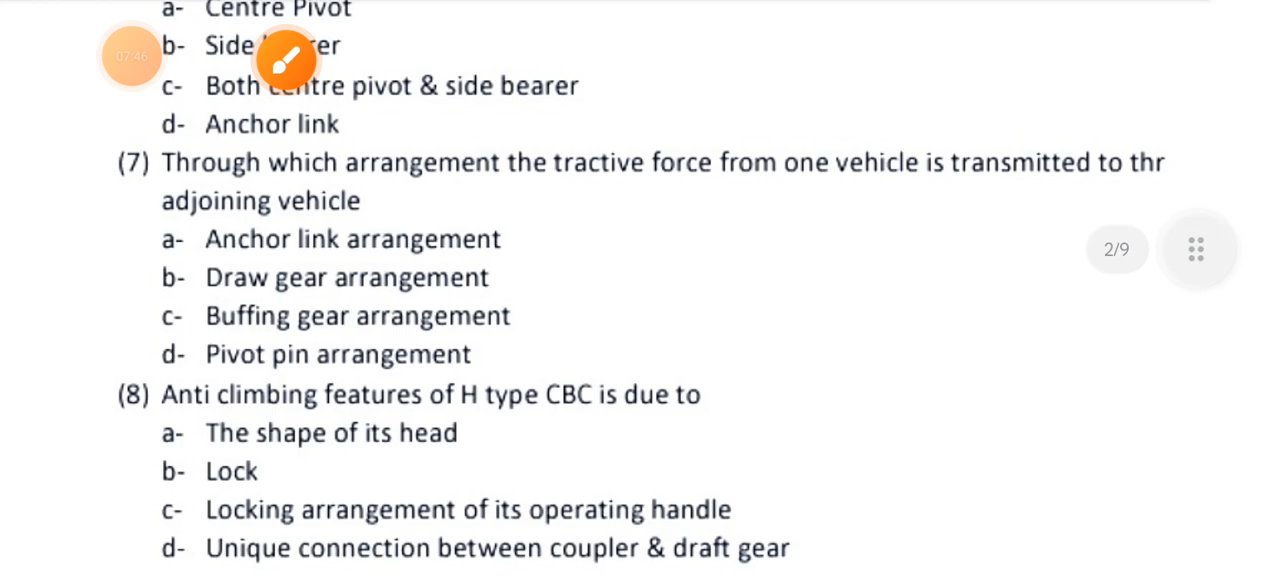 a- Centre Pivot
07:46
b- Side
c- Both centre pivot & side bearer
d- Anchor link
(7) Through which arrangement the tractive force from one vehicle is transmitted to thr
adjoining vehicle
a- Anchor link arrangement
2/9
b- Draw gear arrangement
c- Buffing gear arrangement
d- Pivot pin arrangement
(8) Anti climbing features of H type CBC is due to
a- The shape of its head
b- Lock
c- Locking arrangement of its operating handle
d- Unique connection between coupler & draft gear